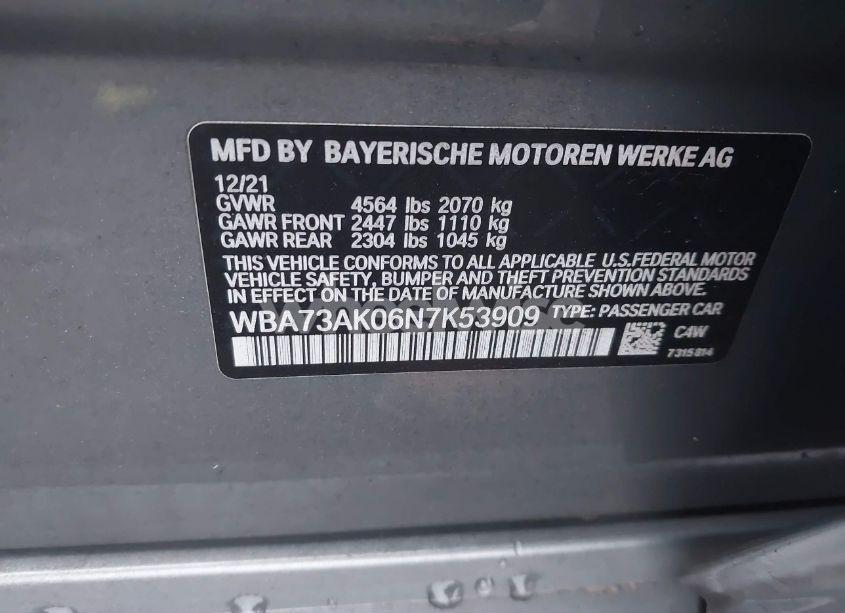 MFD BY BAYERISCHE MOTOREN WERKE AG
12/21
GVWR 4564 lbs 2070 kg
GAWR FRONT 2447 lbs 1110 kg
GAWR REAR 2304 lbs 1045 kg
THIS VEHICLE CONFORMS TO ALL APPLICABLE U.S.FEDERAL MOTOR
VEHICLE SAFETY, BUMPER AND THEFT PREVENTION STANDARDS
IN EFFECT ON THE DATE OF MANUFACTURE SHOWN ABOVE.
WBA73AK06N7K53909 TYPE: PASSENGER CAR
C4W
7315814